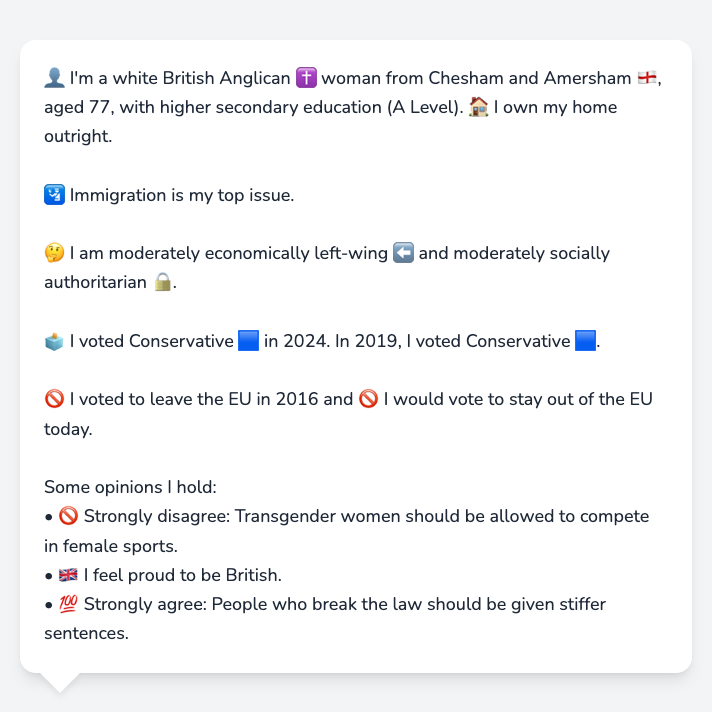 👤 I'm a white British Anglican ✝️ woman from Chesham and Amersham 🏴󠁧󠁢󠁥󠁮󠁧󠁿,
aged 77, with higher secondary education (A Level). 🏠 I own my home
outright.
🛂 Immigration is my top issue.
🤔 I am moderately economically left-wing ⬅️ and moderately socially
authoritarian 🔒.
🗳️ I voted Conservative 🟦 in 2024. In 2019, I voted Conservative 🟦.
🚫 I voted to leave the EU in 2016 and 🚫 I would vote to stay out of the EU
today.
Some opinions I hold:
• 🚫 Strongly disagree: Transgender women should be allowed to compete
in female sports.
• 🇬🇧 I feel proud to be British.
• 💯 Strongly agree: People who break the law should be given stiffer
sentences.